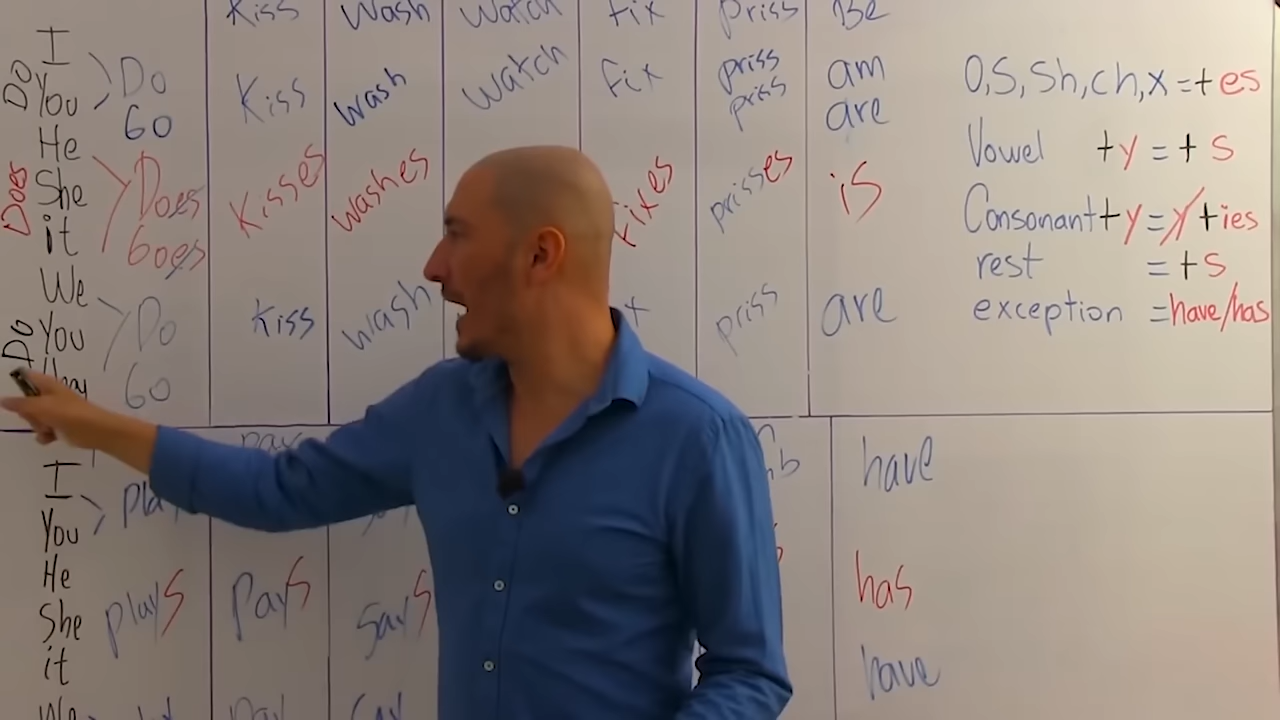 Kiss Wash Watch fix priss Be
I
Do You Do Kiss wash watch fix priss am
Go priss are
He
Does She Does Kisses washes fixes prisses is
it Goes
We
Do You Do Kiss wash priss are
Go
O,S,Sh,ch,x=+es
Vowel +y=+s
Consonant+y=y+ies
rest =+s
exception =have/has
pay
I
You play have
He
She plays Pays Says has
it
We Pay Say have